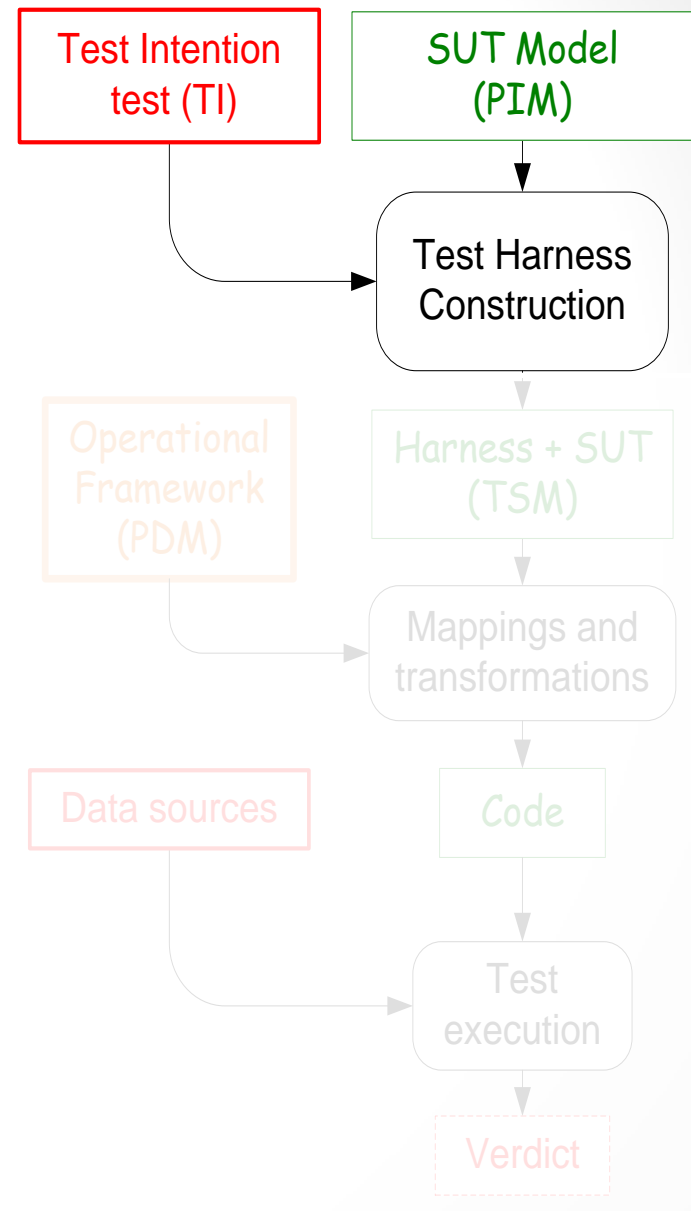 Test Intention
test (TI)
SUT Model
(PIM)
Test Harness
Construction
Operational
Framework
(PDM)
Harness + SUT
(TSM)
Mappings and
transformations
Data sources
Code
Test
execution
Verdict